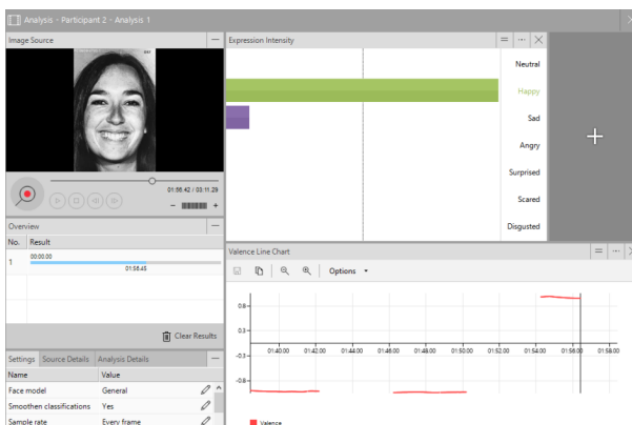 Analysis - Participant 2 - Analysis 1
Image Source
01:56.42 / 03.11.29
Overview
No. Result
1 00:00.00
01:56.45
Clear Results
Settings Source Details Analysis Details
Name Value
Face model General
Smoothen classifications Yes
Sample rate Every frame
Expression Intensity
Neutral
Happy
Sad
Angry
Surprised
Scared
Disgusted
Valence Line Chart
Options
0.8
0.3
-0.3
-0.8
01:40.00 01:42.00 01:44.00 01:46.00 01:48.00 01:50.00 01:52.00 01:54.00 01:56.00 01:58.00
Valence